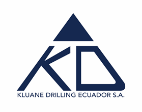 KD
KLUANE DRILLING ECUADOR S.A.